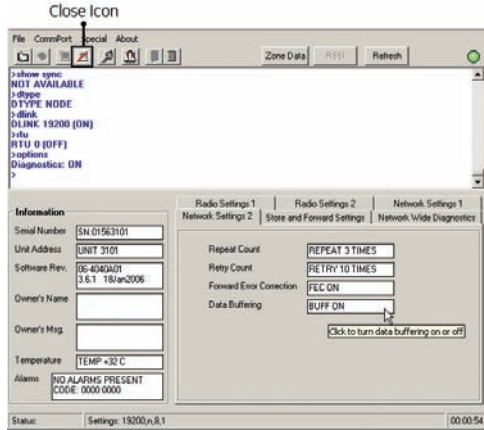 Close Icon
File CommPort Special About
Zone Data RSSI Refresh
>show sync
NOT AVAILABLE
>dtype
DTYPE NODE
>dlink
DLINK 19200 (ON)
>rtu
RTU 0 (OFF)
>options
Diagnostics: ON
>
Information
Serial Number SN.01563101
Unit Address UNIT 3101
Software Rev. 06-4040A01
3.6.1 18/Jan2006
Owner's Name
Owner's Msg.
Temperature TEMP +32 C
Alarms NO ALARMS PRESENT
CODE: 0000 0000
Radio Settings 1 Radio Settings 2 Network Settings 1
Network Settings 2 Store and Forward Settings Network Wide Diagnostics
Repeat Count REPEAT 3 TIMES
Retry Count RETRY 10 TIMES
Forward Error Correction FEC ON
Data Buffering BUFF ON
Click to turn data buffering on or off
Status: Settings: 19200,n,8,1 00:00:54